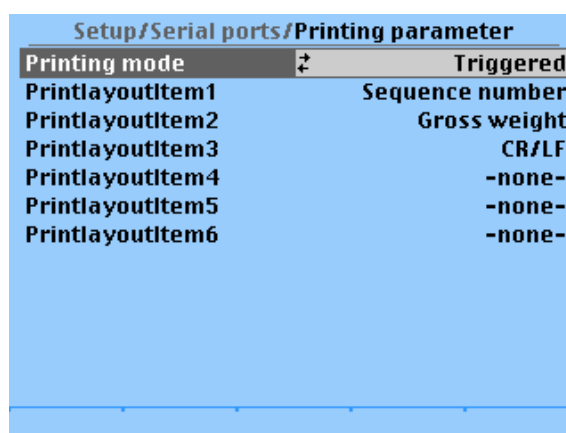 Setup/Serial ports/Printing parameter
Printing mode Triggered
PrintlayoutItem1 Sequence number
PrintlayoutItem2 Gross weight
PrintlayoutItem3 CR/LF
PrintlayoutItem4 -none-
PrintlayoutItem5 -none-
PrintlayoutItem6 -none-